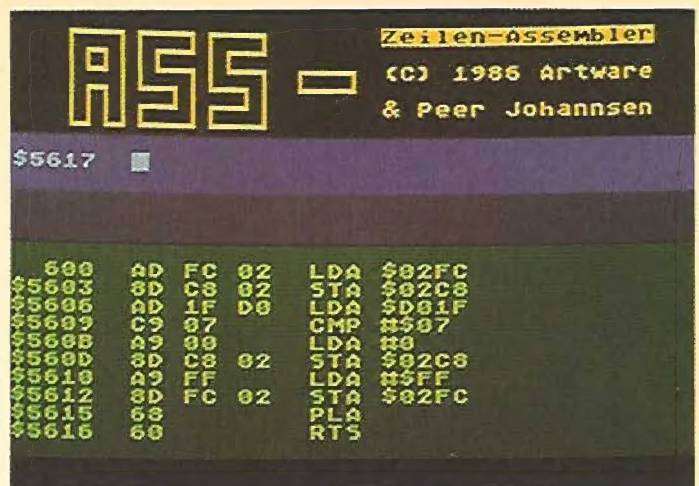 ASS-
Zeilen-Assembler
(C) 1986 Artware
& Peer Johannsen
$5617
600 AD FC 02 LDA $02FC
$5603 8D C8 02 STA $02C8
$5606 AD 1F D0 LDA $D01F
$5609 C9 07 CMP #$07
$560B A9 00 LDA #0
$560D 8D C8 02 STA $02C8
$5610 A9 FF LDA #$FF
$5612 8D FC 02 STA $02FC
$5615 68 PLA
$5616 60 RTS